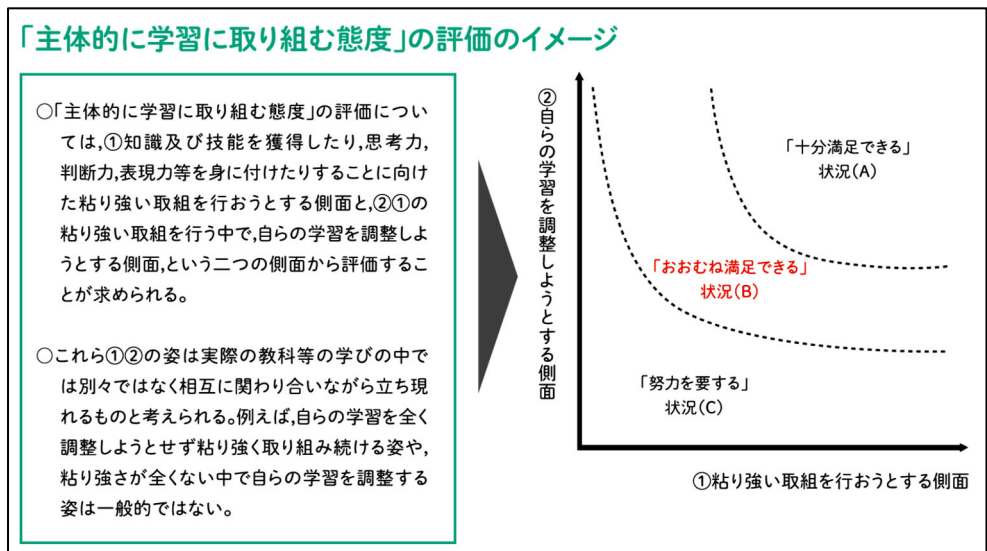 「主体的に学習に取り組む態度」の評価のイメージ
○「主体的に学習に取り組む態度」の評価につい
ては,①知識及び技能を獲得したり,思考力,
判断力,表現力等を身に付けたりすることに向け
た粘り強い取組を行おうとする側面と,②①の
粘り強い取組を行う中で,自らの学習を調整しよ
うとする側面,という二つの側面から評価するこ
とが求められる。
○これら①②の姿は実際の教科等の学びの中で
は別々ではなく相互に関わり合いながら立ち現
れるものと考えられる。例えば,自らの学習を全く
調整しようとせず粘り強く取り組み続ける姿や,
粘り強さが全くない中で自らの学習を調整する
姿は一般的ではない。
②自らの学習を調整しようとする側面
「十分満足できる」
状況(A)
「おおむね満足できる」
状況(B)
「努力を要する」
状況(C)
①粘り強い取組を行おうとする側面